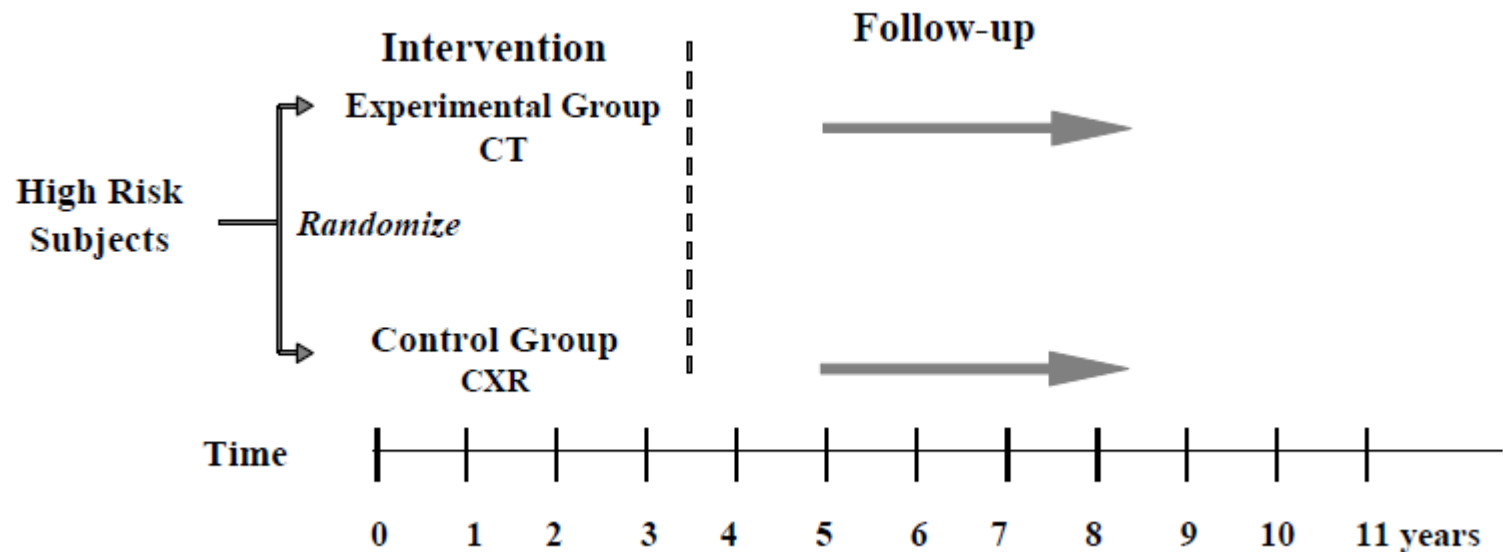 Intervention
Follow-up
Experimental Group
CT
High Risk
Subjects
Randomize
Control Group
CXR
Time
0 1 2 3 4 5 6 7 8 9 10 11 years